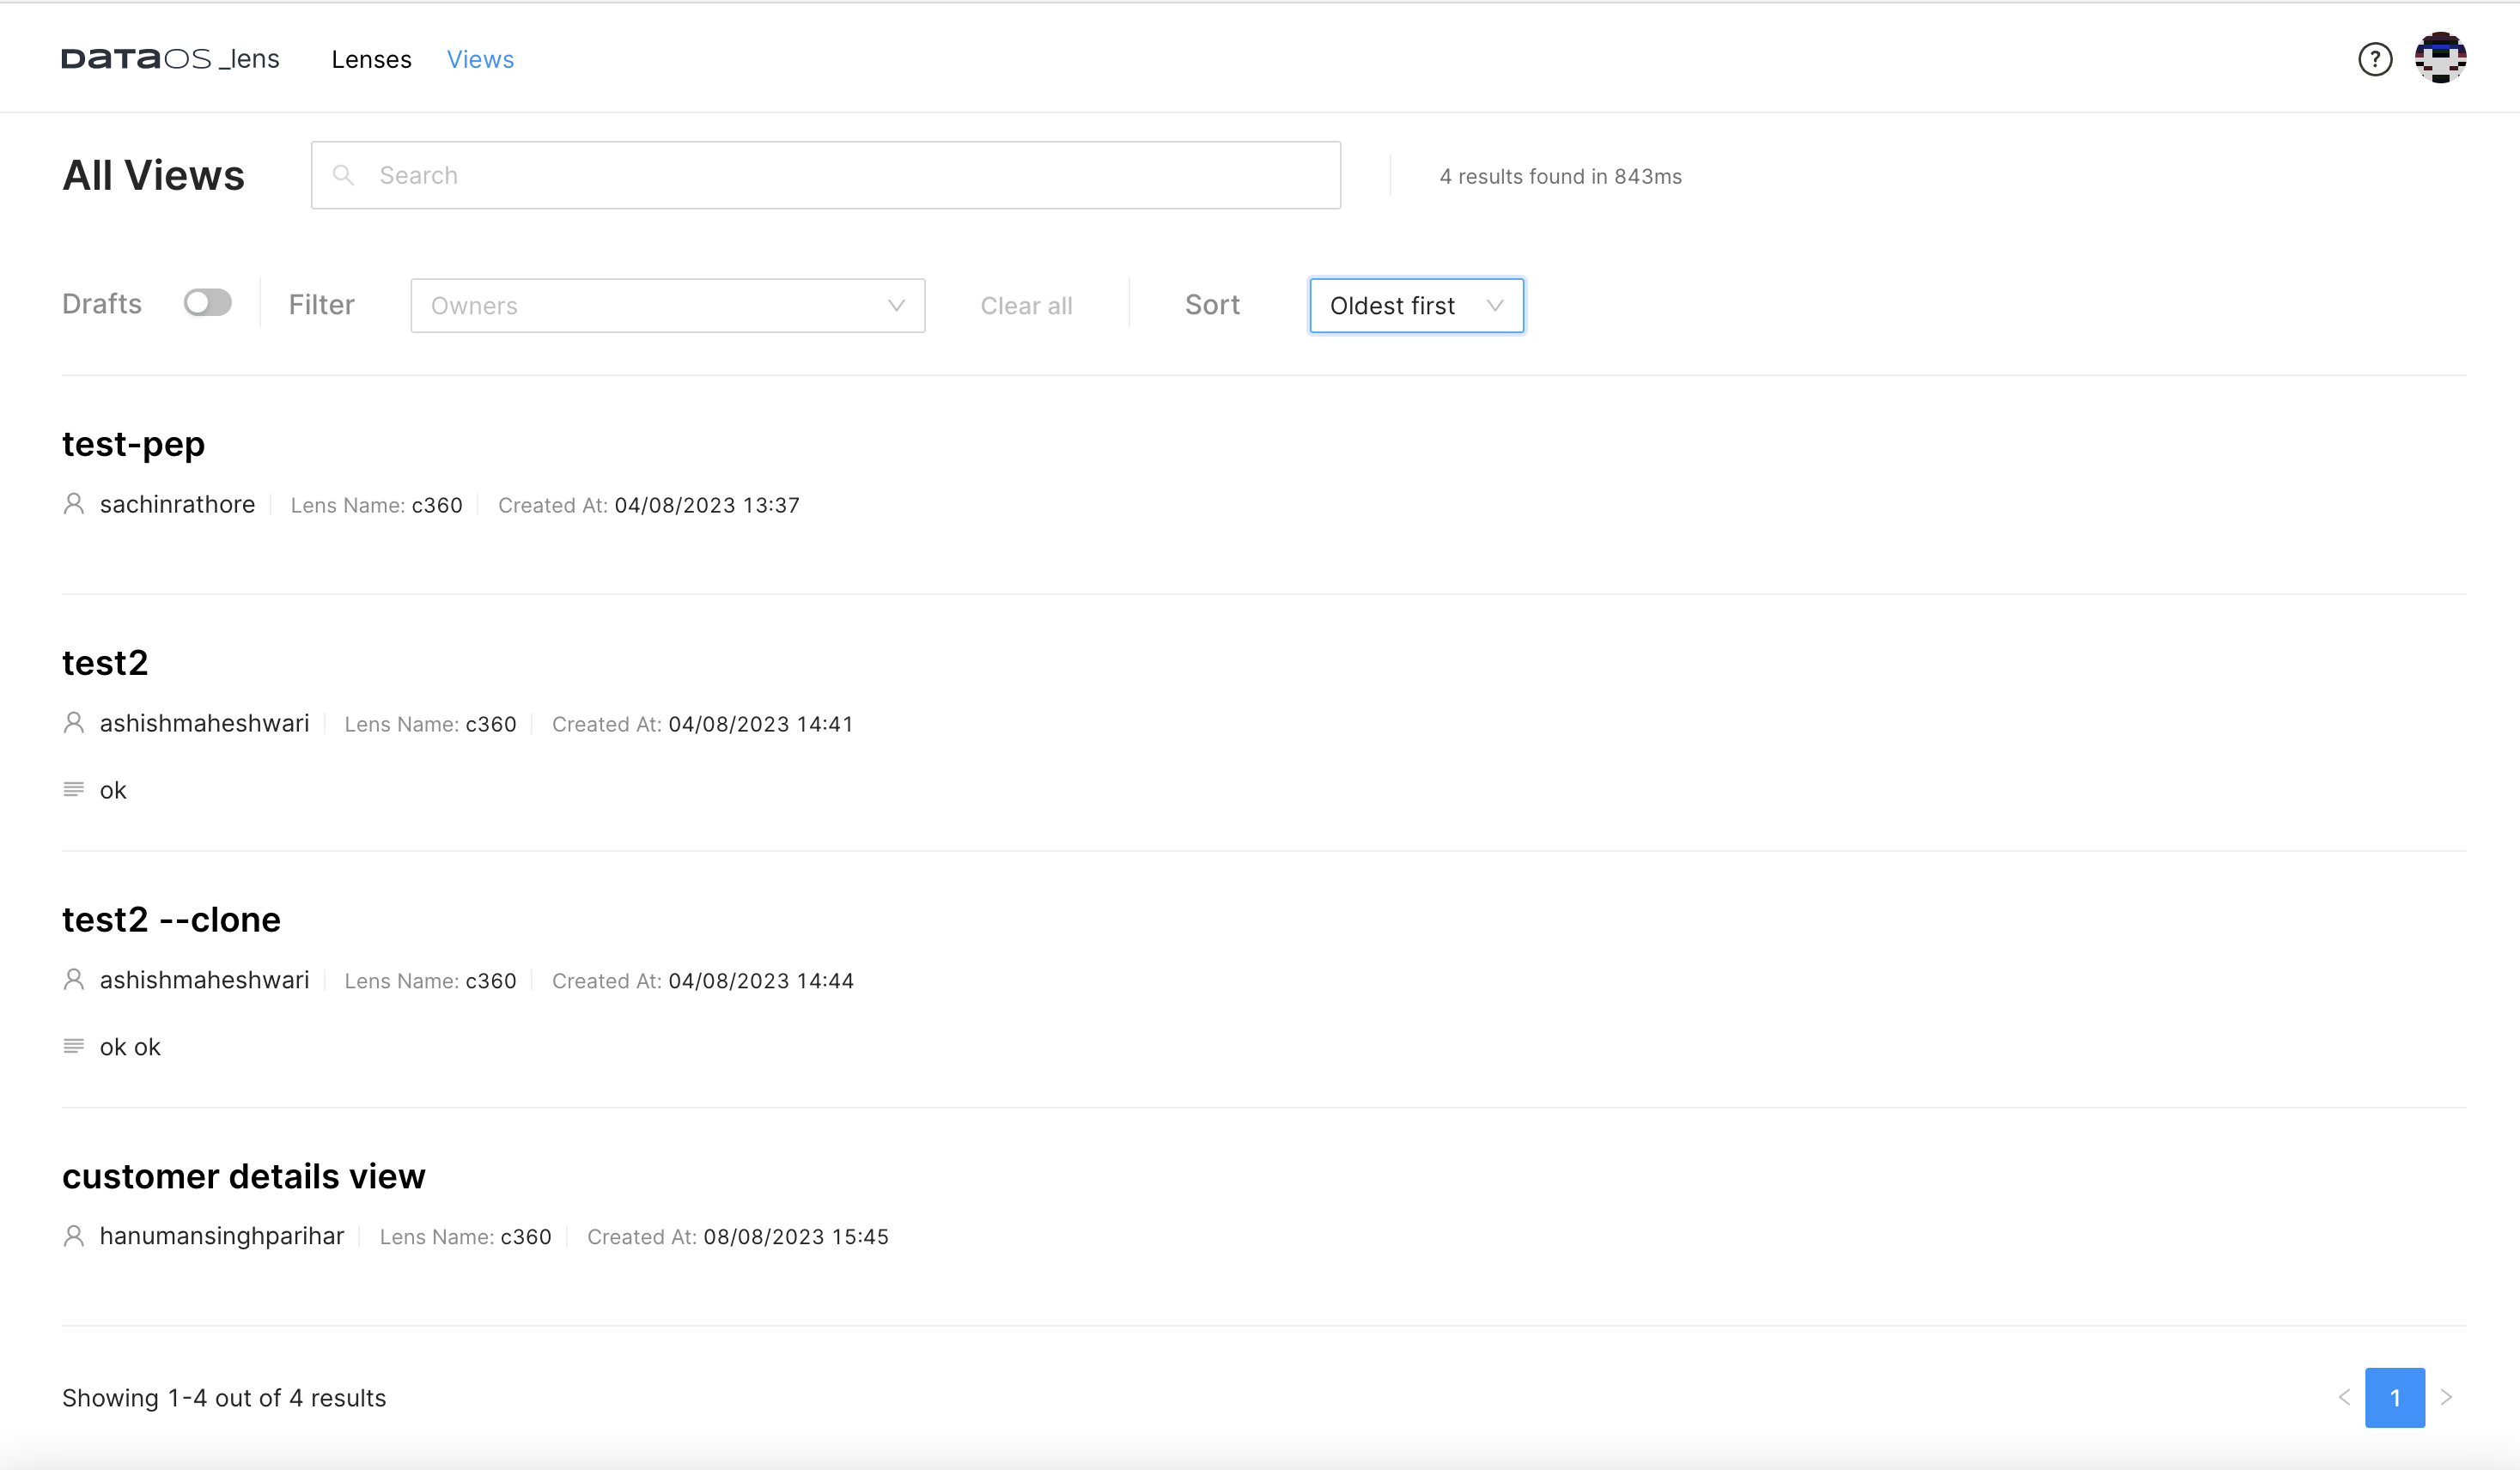 DATAOS _lens Lenses Views ?
All Views Search 4 results found in 843ms
Drafts Filter Owners Clear all Sort Oldest first
test-pep
sachinrathore Lens Name: c360 Created At: 04/08/2023 13:37
test2
ashishmaheshwari Lens Name: c360 Created At: 04/08/2023 14:41
ok
test2 --clone
ashishmaheshwari Lens Name: c360 Created At: 04/08/2023 14:44
ok ok
customer details view
hanumansinghparihar Lens Name: c360 Created At: 08/08/2023 15:45
Showing 1-4 out of 4 results < 1 >